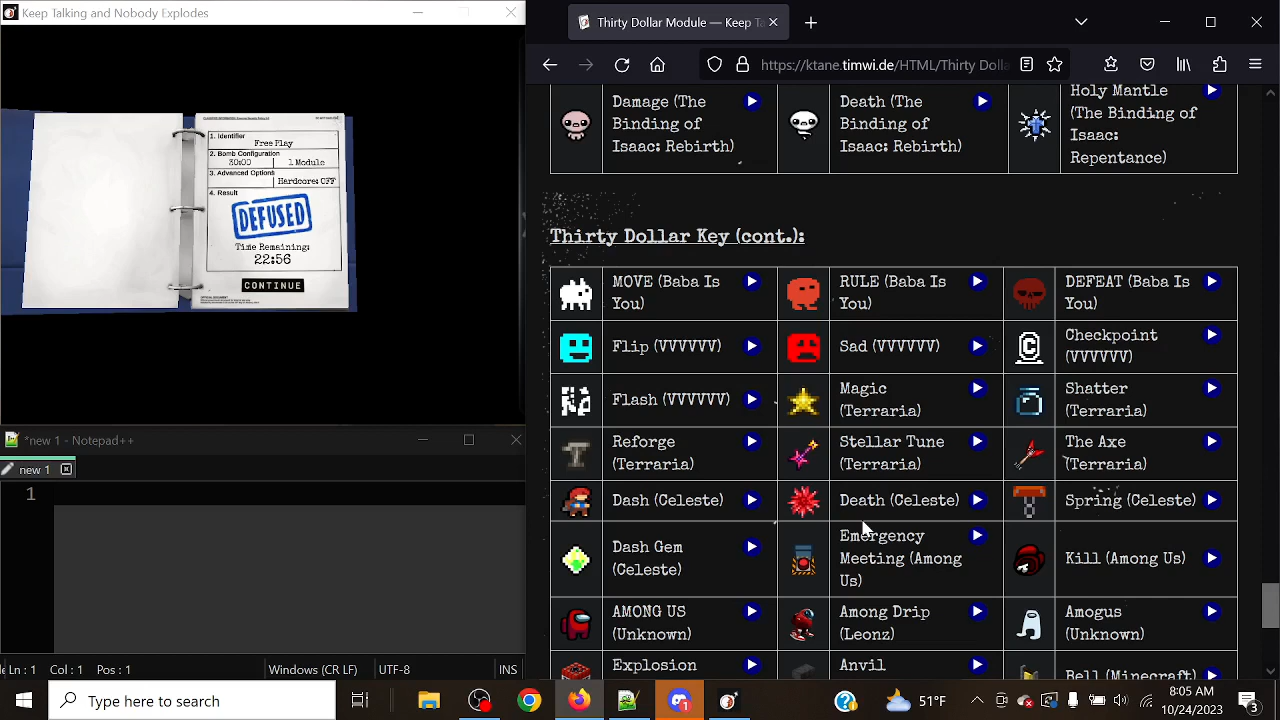 Keep Talking and Nobody Explodes
1. Identifier
Free Play
2. Bomb Configuration
30:00
1 Module
3. Advanced Options
Hardcore: OFF
4. Result
DEFUSED
Time Remaining:
22:56
CONTINUE
*new 1 - Notepad++
new 1
1
Ln : 1 Col : 1 Pos : 1
Windows (CR LF)
UTF-8
INS
Thirty Dollar Module — Keep Ta
https://ktane.timwi.de/HTML/Thirty Dolla
Damage (The
Binding of
Isaac: Rebirth)
Death (The
Binding of
Isaac: Rebirth)
Holy Mantle
(The Binding of
Isaac:
Repentance)
Thirty Dollar Key (cont.):
MOVE (Baba Is
You)
RULE (Baba Is
You)
DEFEAT (Baba Is
You)
Flip (VVVVVV)
Sad (VVVVVV)
Checkpoint
(VVVVVV)
Flash (VVVVVV)
Magic
(Terraria)
Shatter
(Terraria)
Reforge
(Terraria)
Stellar Tune
(Terraria)
The Axe
(Terraria)
Dash (Celeste)
Death (Celeste)
Spring (Celeste)
Dash Gem
(Celeste)
Emergency
Meeting (Among
Us)
Kill (Among Us)
AMONG US
(Unknown)
Among Drip
(Leonz)
Amogus
(Unknown)
Explosion
Anvil
Bell (Minecraft)
Type here to search
1
51°F
8:05 AM
10/24/2023
3